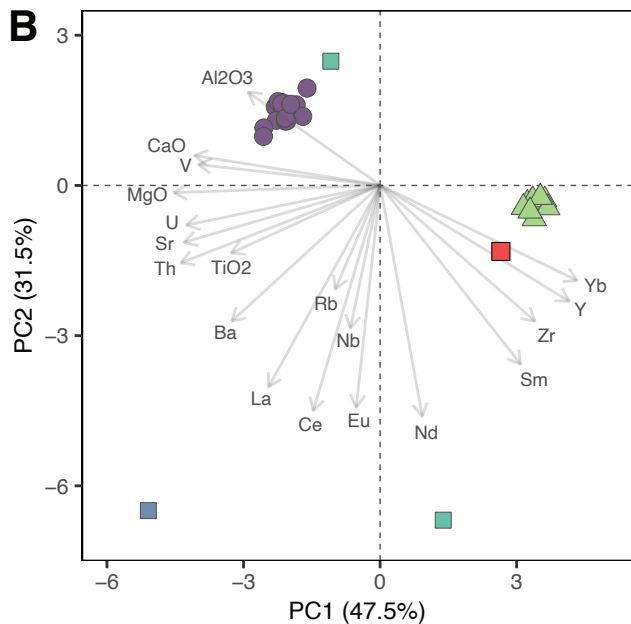 B
3
Al2O3
CaO
V
0
MgO
U
Sr
Th
TiO2
Rb
Yb
Y
PC2 (31.5%)
Ba
Nb
Zr
−3
Sm
La
Ce
Eu
Nd
−6
−6
−3
0
3
PC1 (47.5%)